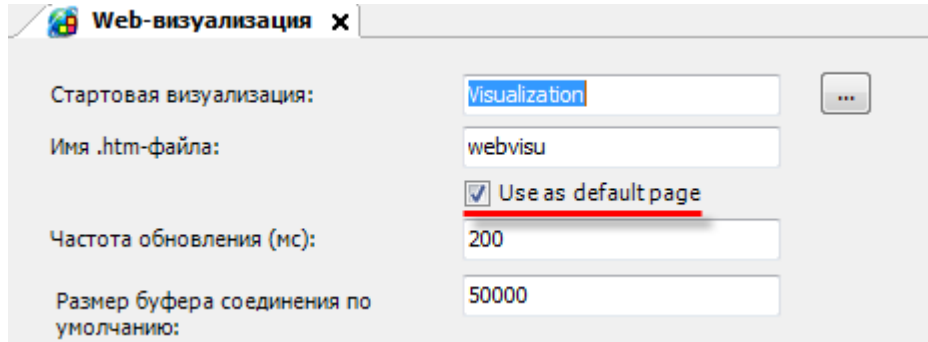 Web-визуализация x
Стартовая визуализация: Visualization ...
Имя .htm-файла: webvisu
Use as default page
Частота обновления (мс): 200
Размер буфера соединения по 50000
умолчанию: